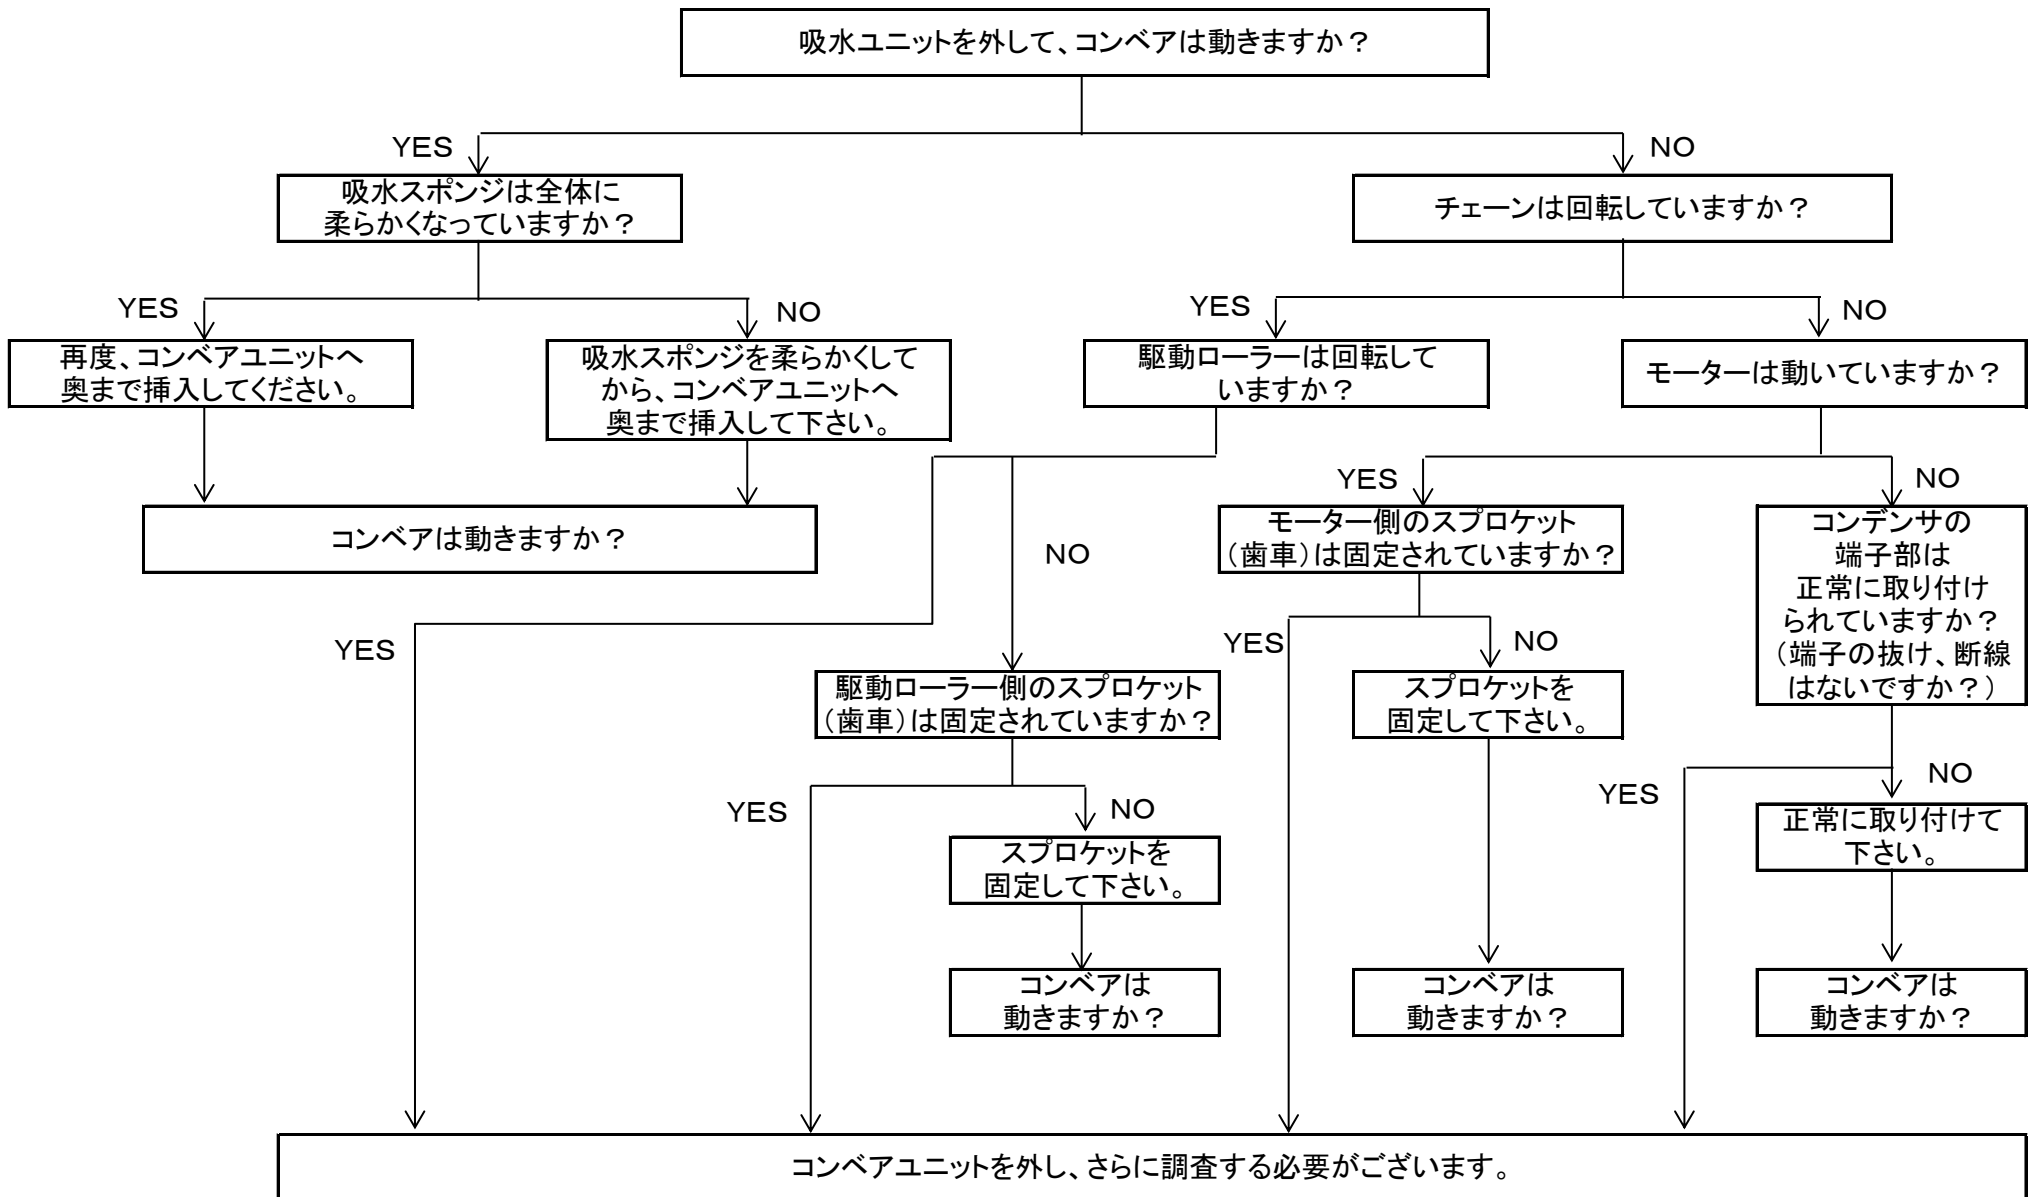 吸水ユニットを外して、コンベアは動きますか？
YES
NO
吸水スポンジは全体に
柔らかくなっていますか？
チェーンは回転していますか？
YES
NO
YES
NO
再度、コンベアユニットへ
奥まで挿入してください。
吸水スポンジを柔らかくして
から、コンベアユニットへ
奥まで挿入して下さい。
駆動ローラーは回転して
いますか？
モーターは動いていますか？
YES
NO
コンベアは動きますか？
NO
モーター側のスプロケット
（歯車）は固定されていますか？
コンデンサの
端子部は
正常に取り付け
られていますか？
（端子の抜け、断線
はないですか？）
YES
YES
NO
駆動ローラー側のスプロケット
（歯車）は固定されていますか？
スプロケットを
固定して下さい。
YES
NO
YES
NO
スプロケットを
固定して下さい。
正常に取り付けて
下さい。
コンベアは
動きますか？
コンベアは
動きますか？
コンベアは
動きますか？
コンベアユニットを外し、さらに調査する必要がございます。